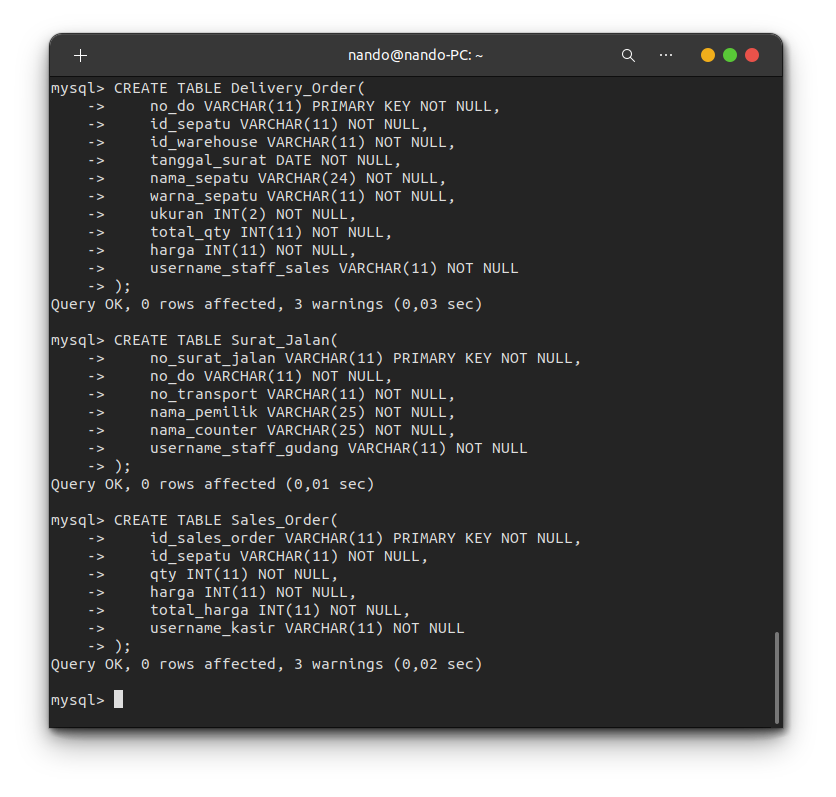 nando@nando-PC: ~
mysql> CREATE TABLE Delivery_Order(
    ->     no_do VARCHAR(11) PRIMARY KEY NOT NULL,
    ->     id_sepatu VARCHAR(11) NOT NULL,
    ->     id_warehouse VARCHAR(11) NOT NULL,
    ->     tanggal_surat DATE NOT NULL,
    ->     nama_sepatu VARCHAR(24) NOT NULL,
    ->     warna_sepatu VARCHAR(11) NOT NULL,
    ->     ukuran INT(2) NOT NULL,
    ->     total_qty INT(11) NOT NULL,
    ->     harga INT(11) NOT NULL,
    ->     username_staff_sales VARCHAR(11) NOT NULL
    -> );
Query OK, 0 rows affected, 3 warnings (0,03 sec)

mysql> CREATE TABLE Surat_Jalan(
    ->     no_surat_jalan VARCHAR(11) PRIMARY KEY NOT NULL,
    ->     no_do VARCHAR(11) NOT NULL,
    ->     no_transport VARCHAR(11) NOT NULL,
    ->     nama_pemilik VARCHAR(25) NOT NULL,
    ->     nama_counter VARCHAR(25) NOT NULL,
    ->     username_staff_gudang VARCHAR(11) NOT NULL
    -> );
Query OK, 0 rows affected (0,01 sec)

mysql> CREATE TABLE Sales_Order(
    ->     id_sales_order VARCHAR(11) PRIMARY KEY NOT NULL,
    ->     id_sepatu VARCHAR(11) NOT NULL,
    ->     qty INT(11) NOT NULL,
    ->     harga INT(11) NOT NULL,
    ->     total_harga INT(11) NOT NULL,
    ->     username_kasir VARCHAR(11) NOT NULL
    -> );
Query OK, 0 rows affected, 3 warnings (0,02 sec)

mysql>